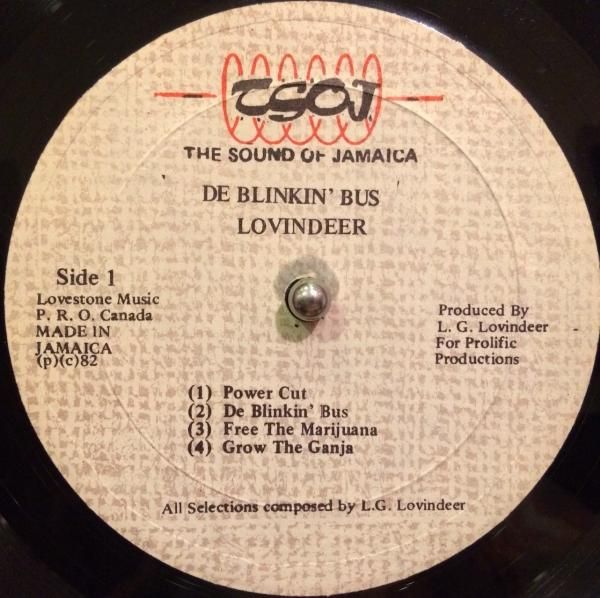 TSOJ
THE SOUND OF JAMAICA
DE BLINKIN' BUS
LOVINDEER
Side 1
Lovestone Music
P. R. O. Canada
MADE IN
JAMAICA
(p)(c)82
Produced By
L. G. Lovindeer
For Prolific
Productions
(1) Power Cut
(2) De Blinkin' Bus
(3) Free The Marijuana
(4) Grow The Ganja
All Selections composed by L.G. Lovindeer